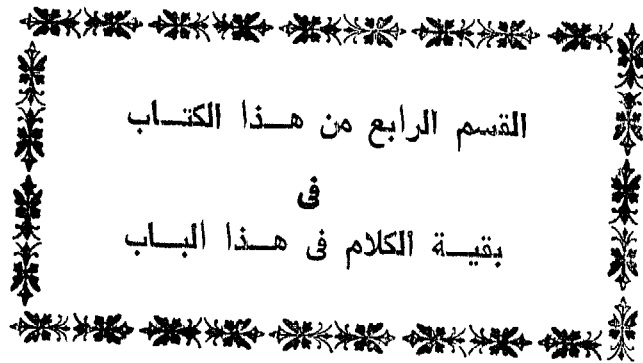 القسم الرابع من هذا الكتاب
فى
بقية الكلام فى هذا الباب